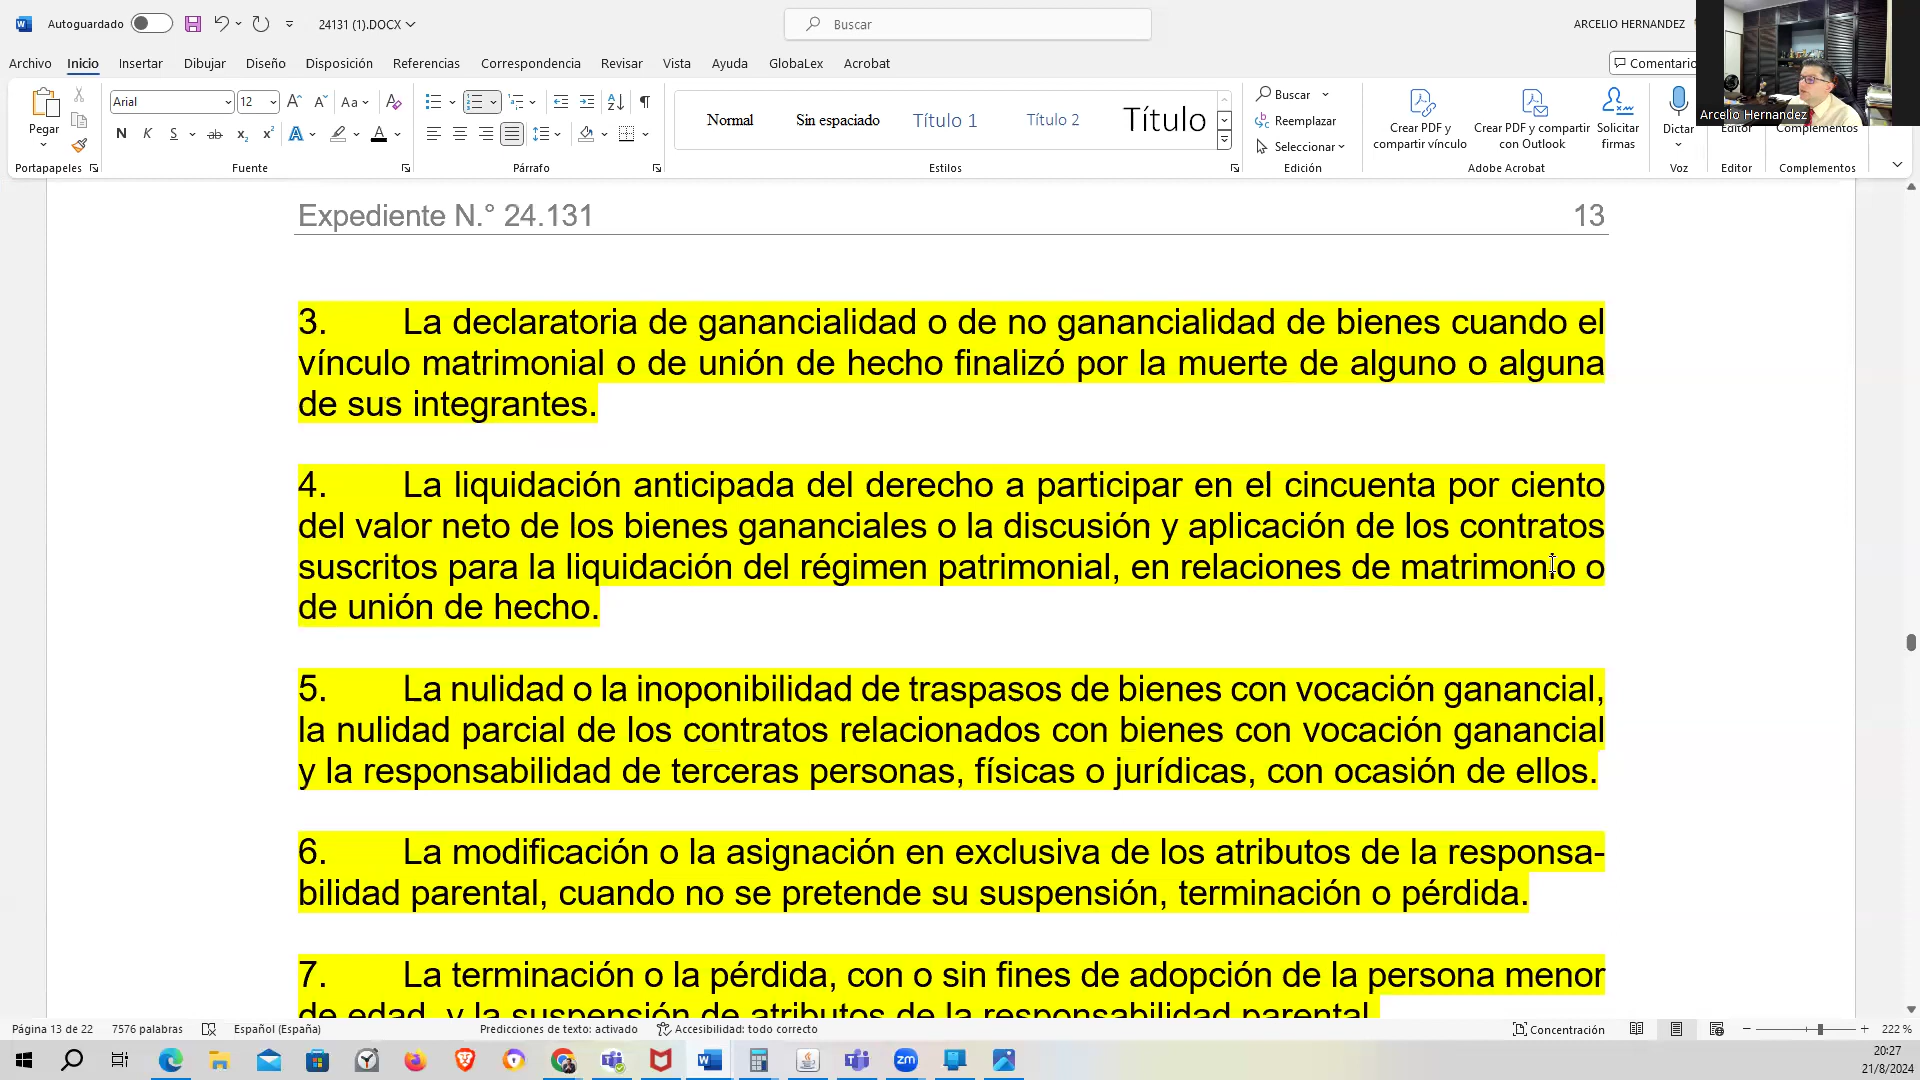 Autoguardado
24131 (1).DOCX
Buscar
ARCELIO HERNANDEZ
Archivo Inicio Insertar Dibujar Diseño Disposición Referencias Correspondencia Revisar Vista Ayuda GlobaLex Acrobat
Comentario
Pegar
Arial 12
Normal Sin espaciado Título 1 Título 2 Título
Buscar
Reemplazar
Seleccionar
Crear PDF y compartir vínculo
Crear PDF y compartir con Outlook
Solicitar firmas
Dictar
Editor
Complementos
Arcelio Hernandez
Portapapeles Fuente Párrafo Estilos Edición Adobe Acrobat Voz Editor Complementos
Expediente N.° 24.131 13
3. La declaratoria de ganancialidad o de no ganancialidad de bienes cuando el
vínculo matrimonial o de unión de hecho finalizó por la muerte de alguno o alguna
de sus integrantes.
4. La liquidación anticipada del derecho a participar en el cincuenta por ciento
del valor neto de los bienes gananciales o la discusión y aplicación de los contratos
suscritos para la liquidación del régimen patrimonial, en relaciones de matrimonio o
de unión de hecho.
5. La nulidad o la inoponibilidad de traspasos de bienes con vocación ganancial,
la nulidad parcial de los contratos relacionados con bienes con vocación ganancial
y la responsabilidad de terceras personas, físicas o jurídicas, con ocasión de ellos.
6. La modificación o la asignación en exclusiva de los atributos de la responsa-
bilidad parental, cuando no se pretende su suspensión, terminación o pérdida.
7. La terminación o la pérdida, con o sin fines de adopción de la persona menor
de edad, y la suspensión de atributos de la responsabilidad parental.
Página 13 de 22 7576 palabras Español (España) Predicciones de texto: activado Accesibilidad: todo correcto Concentración 222 %
20:27
21/8/2024